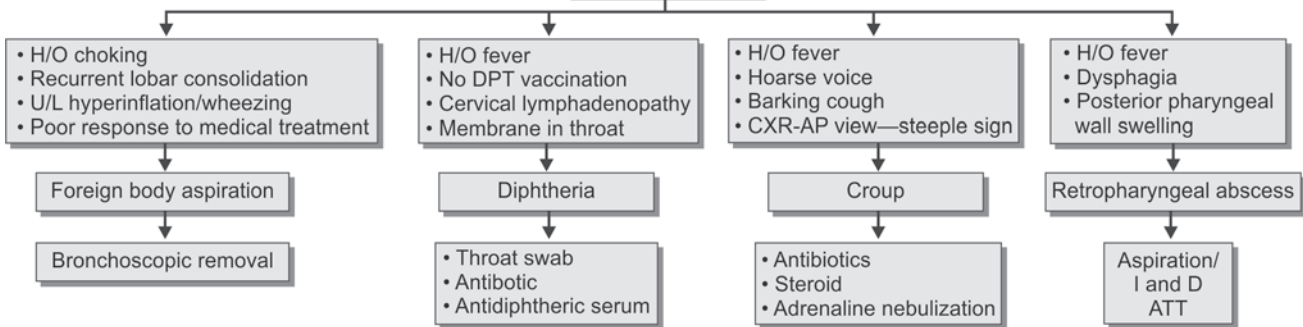 • H/O choking
• Recurrent lobar consolidation
• U/L hyperinflation/wheezing
• Poor response to medical treatment
• H/O fever
• No DPT vaccination
• Cervical lymphadenopathy
• Membrane in throat
• H/O fever
• Hoarse voice
• Barking cough
• CXR-AP view—steeple sign
• H/O fever
• Dysphagia
• Posterior pharyngeal
wall swelling
Foreign body aspiration
Diphtheria
Croup
Retropharyngeal abscess
Bronchoscopic removal
• Throat swab
• Antibotic
• Antidiphtheric serum
• Antibiotics
• Steroid
• Adrenaline nebulization
Aspiration/
I and D
ATT